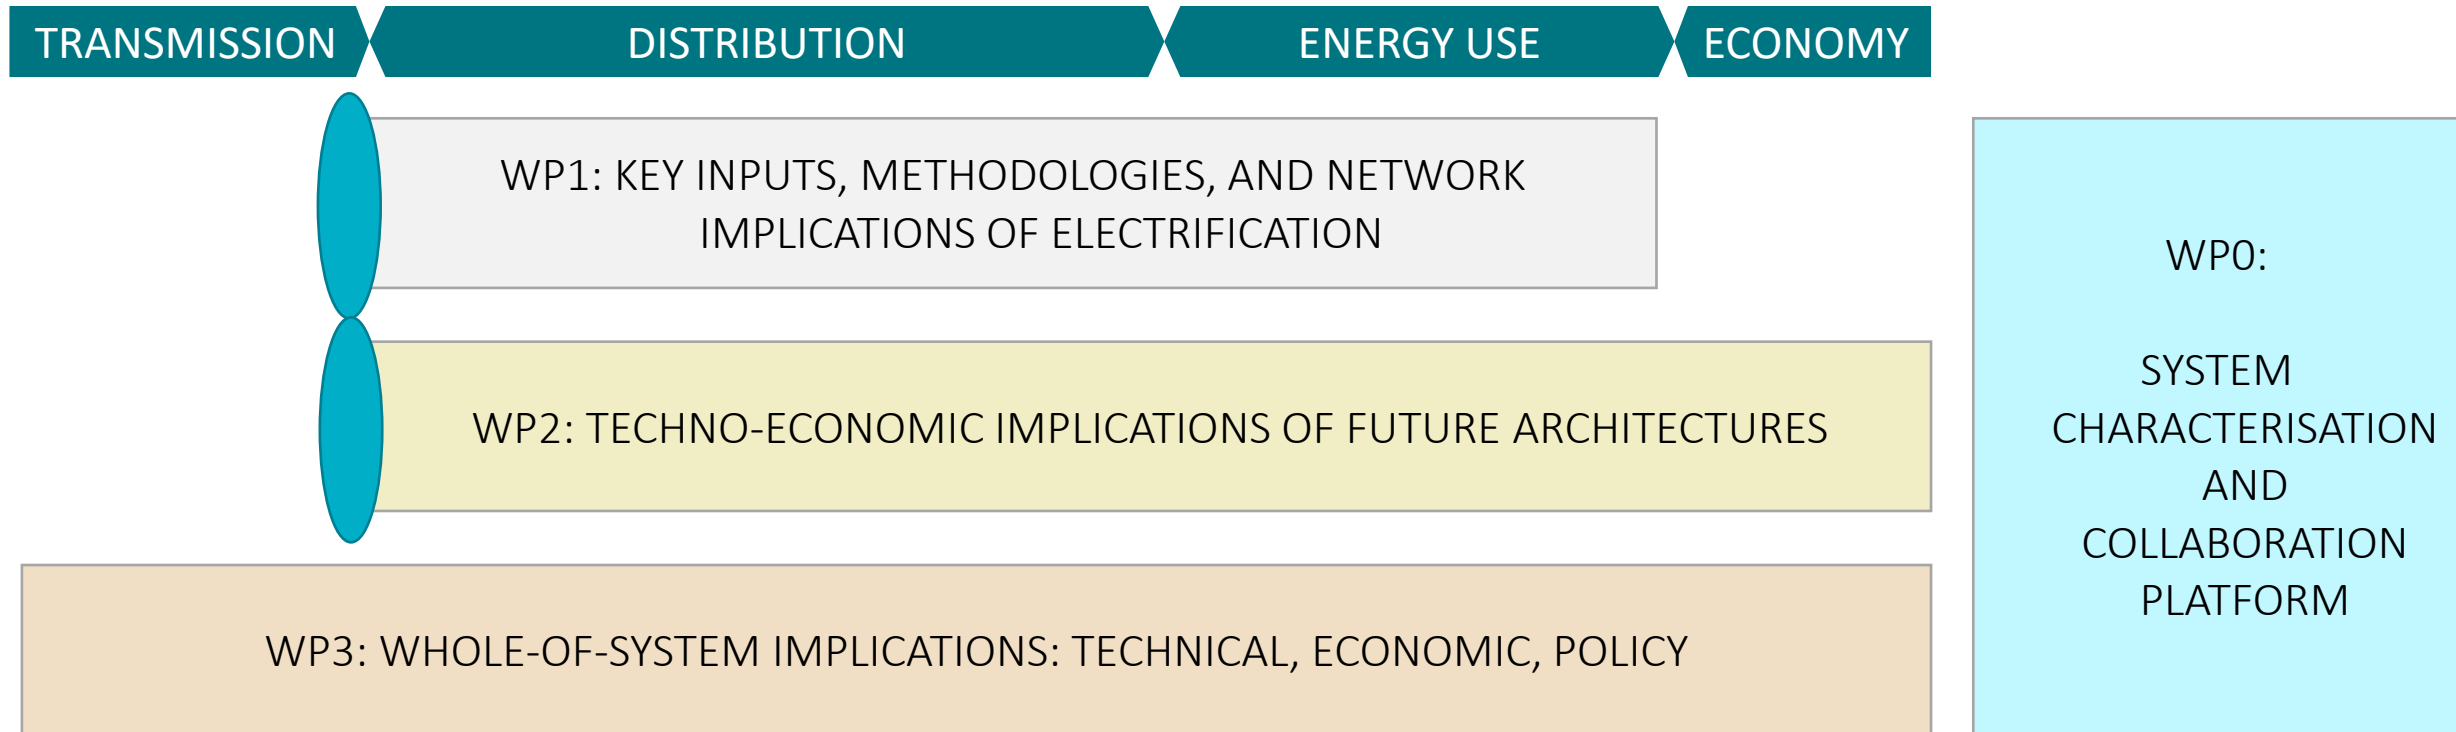 TRANSMISSION
DISTRIBUTION
ENERGY USE
ECONOMY
WP1: KEY INPUTS, METHODOLOGIES, AND NETWORK
IMPLICATIONS OF ELECTRIFICATION
WP2: TECHNO-ECONOMIC IMPLICATIONS OF FUTURE ARCHITECTURES
WP3: WHOLE-OF-SYSTEM IMPLICATIONS: TECHNICAL, ECONOMIC, POLICY
WP0:
SYSTEM
CHARACTERISATION
AND
COLLABORATION
PLATFORM